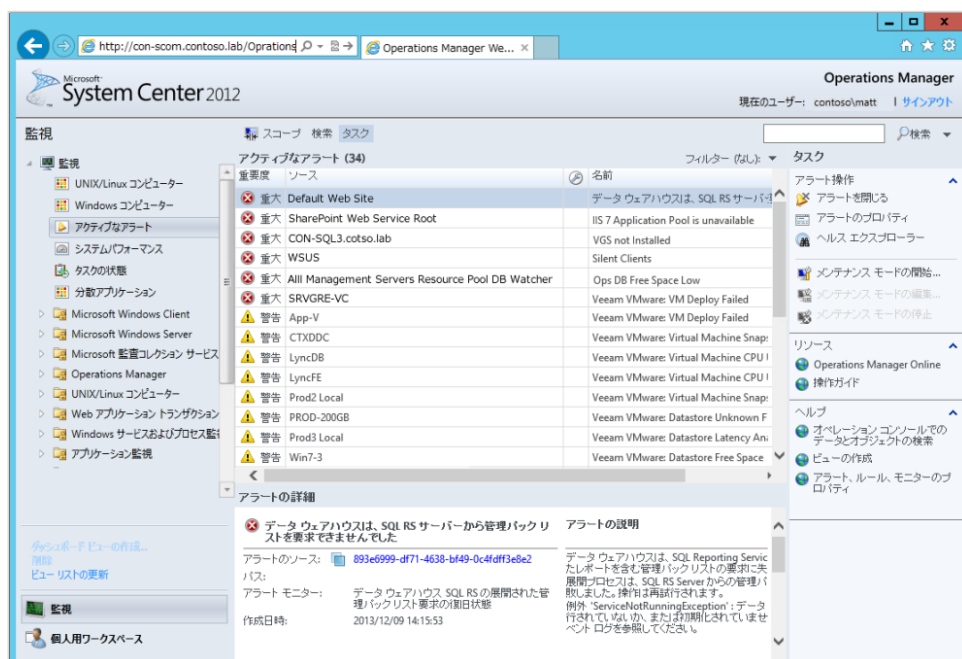 http://con-scom.contoso.lab/Oprations
Operations Manager We...
Microsoft
System Center 2012
Operations Manager
現在のユーザー: contoso\matt | サインアウト
監視
スコープ 検索 タスク
検索
監視
UNIX/Linux コンピューター
Windows コンピューター
アクティブなアラート
システムパフォーマンス
タスクの状態
分散アプリケーション
Microsoft Windows Client
Microsoft Windows Server
Microsoft 監査コレクション サービス
Operations Manager
UNIX/Linux コンピューター
Web アプリケーション トランザクション
Windows サービスおよびプロセス監視
アプリケーション監視
ダッシュボード ビューの作成...
削除
ビュー リストの更新
監視
個人用ワークスペース
アクティブなアラート (34)
フィルター (なし):
重要度 ソース 名前
重大 Default Web Site データ ウェアハウスは、SQL RS サーバー
重大 SharePoint Web Service Root IIS 7 Application Pool is unavailable
重大 CON-SQL3.cotso.lab VGS not Installed
重大 WSUS Silent Clients
重大 AIII Management Servers Resource Pool DB Watcher Ops DB Free Space Low
重大 SRVGRE-VC Veeam VMware: VM Deploy Failed
警告 App-V Veeam VMware: VM Deploy Failed
警告 CTXDDC Veeam VMware: Virtual Machine Snap
警告 LyncDB Veeam VMware: Virtual Machine CPU
警告 LyncFE Veeam VMware: Virtual Machine CPU
警告 Prod2 Local Veeam VMware: Virtual Machine Snap
警告 PROD-200GB Veeam VMware: Datastore Unknown F
警告 Prod3 Local Veeam VMware: Datastore Latency An
警告 Win7-3 Veeam VMware: Datastore Free Space
アラートの詳細
データ ウェアハウスは、SQL RS サーバーから管理パック リ
ストを要求できませんでした
アラートのソース: 893e6999-df71-4638-bf49-0c4fdff3e8e2
パス:
アラート モニター: データ ウェアハウス SQL RS の展開された管
理パック リスト要求の復旧状態
作成日時: 2013/12/09 14:15:53
アラートの説明
データ ウェアハウスは、SQL Reporting Servic
たレポートを含む管理パック リストの要求に失
展開プロセスは、SQL RS Server からの管理パ
敗しました。操作は再試行されます。
例外 'ServiceNotRunningException': データ
行されていないか、または初期化されていませ
ベント ログを参照してください。
タスク
アラート操作
アラートを閉じる
アラートのプロパティ
ヘルス エクスプローラー
メンテナンス モードの開始...
メンテナンス モードの編集...
メンテナンス モードの停止
リソース
Operations Manager Online
操作ガイド
ヘルプ
オペレーション コンソールでの
データとオブジェクトの検索
ビューの作成
アラート、ルール、モニターのプ
ロパティ